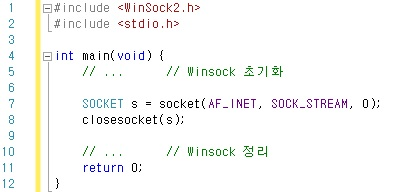 1 #include <WinSock2.h>
2 #include <stdio.h>
3
4 int main(void) {
5 // ... // Winsock 초기화
6
7 SOCKET s = socket(AF_INET, SOCK_STREAM, 0);
8 closesocket(s);
9
10 // ... // Winsock 정리
11 return 0;
12 }